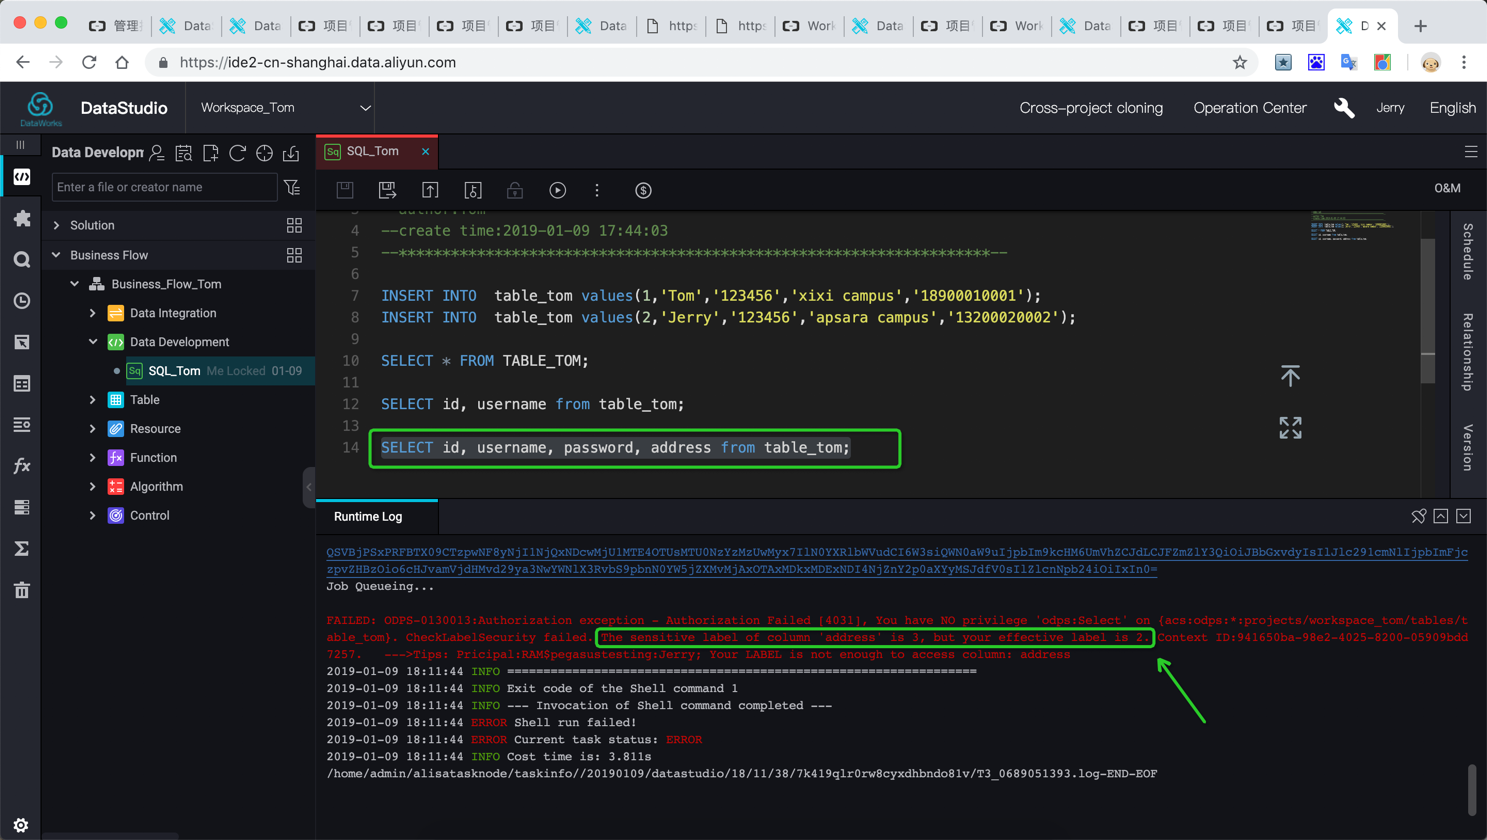 管理 Data Data 项目 项目 项目 项目 Data https https Work Data 项目 Work Data 项目 项目 项目 D
https://ide2-cn-shanghai.data.aliyun.com
DataWorks DataStudio Workspace_Tom Cross-project cloning Operation Center Jerry English
Data Developm
Sq SQL_Tom
Enter a file or creator name
O&M
Solution
Business Flow
Business_Flow_Tom
Data Integration
Data Development
Sq SQL_Tom Me Locked 01-09
Table
Resource
Function
Algorithm
Control
4 --create time:2019-01-09 17:44:03
5
6
7 INSERT INTO table_tom values(1,'Tom','123456','xixi campus','18900010001');
8 INSERT INTO table_tom values(2,'Jerry','123456','apsara campus','13200020002');
9
10 SELECT * FROM TABLE_TOM;
11
12 SELECT id, username from table_tom;
13
14 SELECT id, username, password, address from table_tom;
Schedule
Relationship
Version
Runtime Log
Job Queueing...
FAILED: ODPS-0130013:Authorization exception - Authorization Failed [4031], You have NO privilege 'odps:Select' on {acs:odps:*:projects/workspace_tom/tables/t
able_tom}. CheckLabelSecurity failed. The sensitive label of column 'address' is 3, but your effective label is 2. Context ID:941650ba-98e2-4025-8200-05909bdd
7257. --->Tips: Pricipal:RAM$pegasustesting:Jerry; Your LABEL is not enough to access column: address
2019-01-09 18:11:44 INFO =================================================================
2019-01-09 18:11:44 INFO Exit code of the Shell command 1
2019-01-09 18:11:44 INFO --- Invocation of Shell command completed ---
2019-01-09 18:11:44 ERROR Shell run failed!
2019-01-09 18:11:44 ERROR Current task status: ERROR
2019-01-09 18:11:44 INFO Cost time is: 3.811s
/home/admin/alisatasknode/taskinfo//20190109/datastudio/18/11/38/7k419qlr0rw8cyxdhbndo81v/T3_0689051393.log-END-EOF